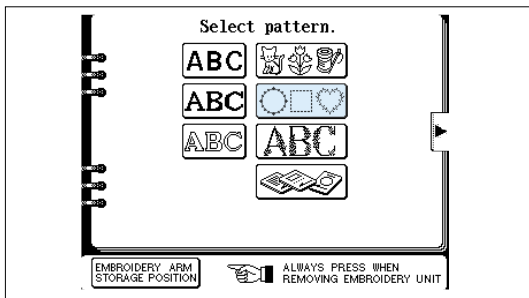 Select pattern.
ABC
ABC
ABC
ABC
EMBROIDERY ARM
STORAGE POSITION
ALWAYS PRESS WHEN
REMOVING EMBROIDERY UNIT